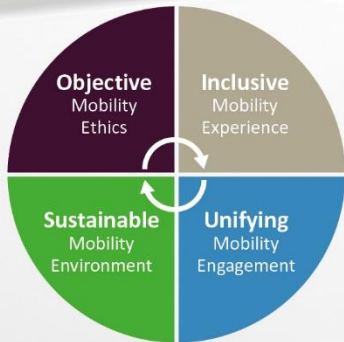 Objective
Mobility
Ethics
Inclusive
Mobility
Experience
Sustainable
Mobility
Environment
Unifying
Mobility
Engagement